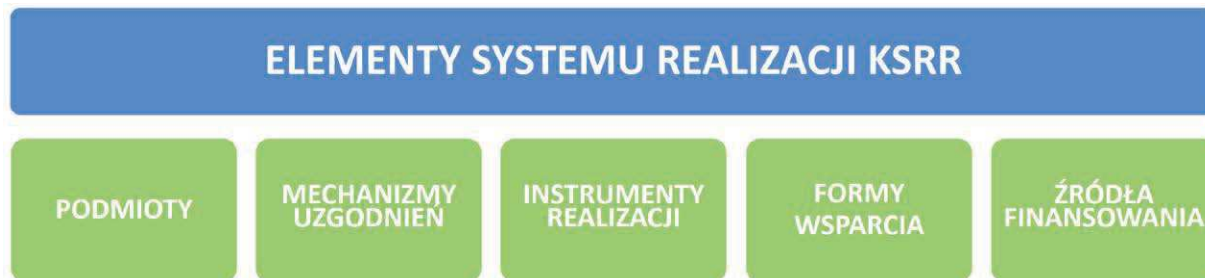 ELEMENTY SYSTEMU REALIZACJI KSRR
PODMIOTY
MECHANIZMY
UZGODNIEŃ
INSTRUMENTY
REALIZACJI
FORMY
WSPARCIA
ŹRÓDŁA
FINANSOWANIA